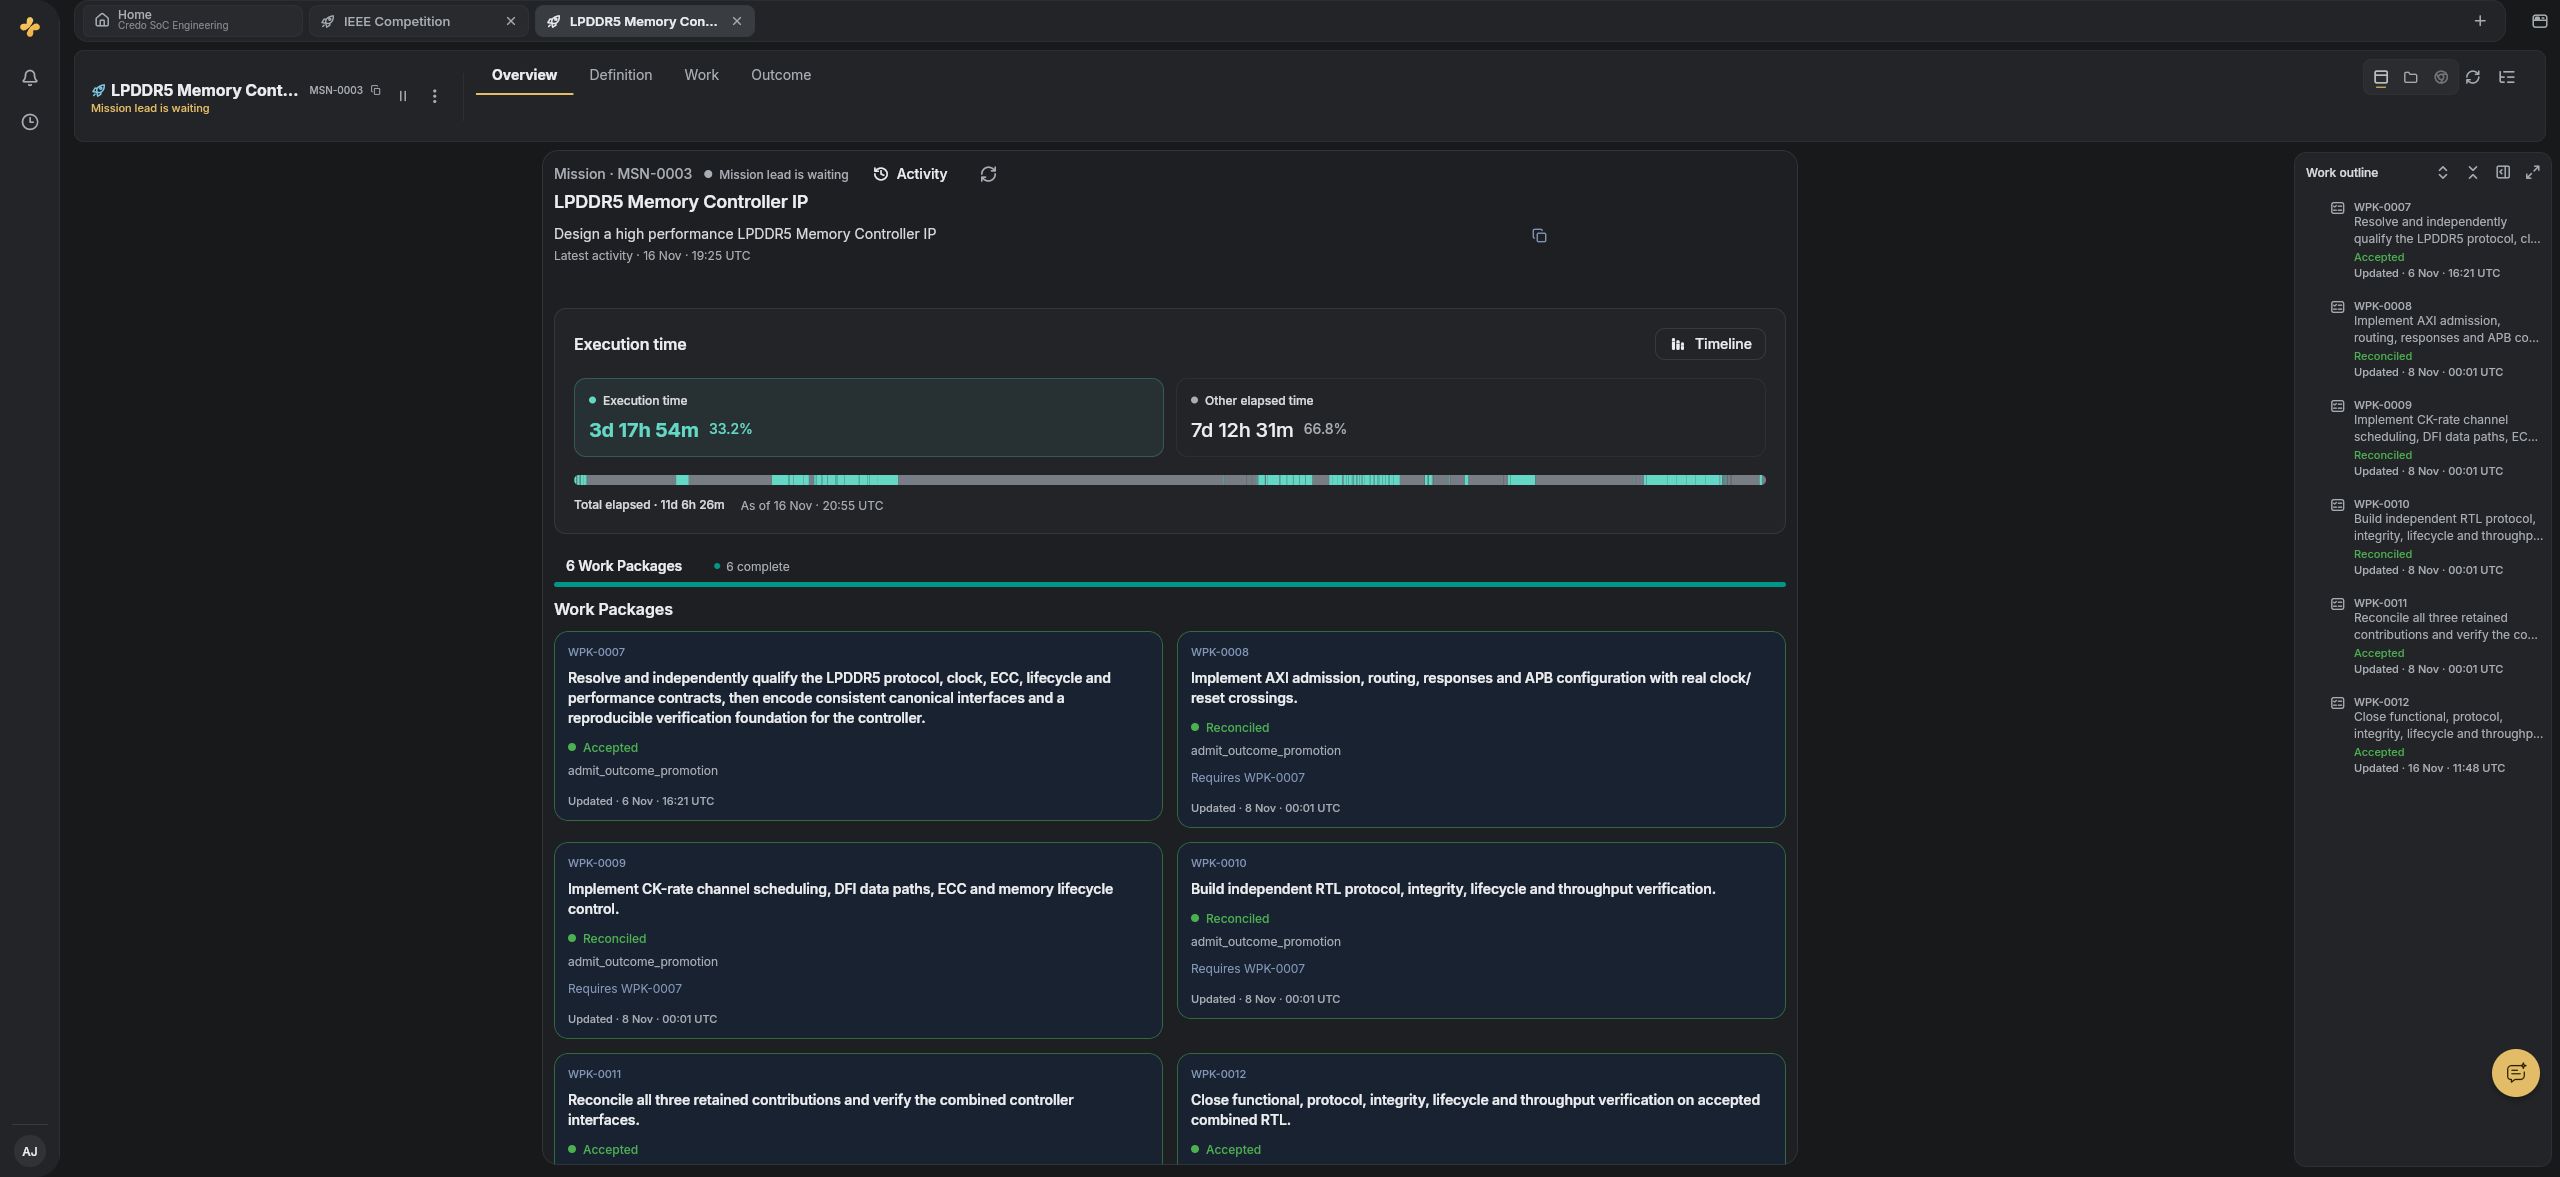 Home
Credo SoC Engineering
IEEE Competition
LPDDR5 Memory Con...
LPDDR5 Memory Cont...
MSN-0003
Mission lead is waiting
Overview
Definition
Work
Outcome
Mission · MSN-0003
Mission lead is waiting
Activity
LPDDR5 Memory Controller IP
Design a high performance LPDDR5 Memory Controller IP
Latest activity · 16 Nov · 19:25 UTC
Execution time
Timeline
Execution time
3d 17h 54m 33.2%
Other elapsed time
7d 12h 31m 66.8%
Total elapsed · 11d 6h 26m
As of 16 Nov · 20:55 UTC
6 Work Packages
6 complete
Work Packages
WPK-0007
Resolve and independently qualify the LPDDR5 protocol, clock, ECC, lifecycle and
performance contracts, then encode consistent canonical interfaces and a
reproducible verification foundation for the controller.
Accepted
admit_outcome_promotion
Updated · 6 Nov · 16:21 UTC
WPK-0008
Implement AXI admission, routing, responses and APB configuration with real clock/
reset crossings.
Reconciled
admit_outcome_promotion
Requires WPK-0007
Updated · 8 Nov · 00:01 UTC
WPK-0009
Implement CK-rate channel scheduling, DFI data paths, ECC and memory lifecycle
control.
Reconciled
admit_outcome_promotion
Requires WPK-0007
Updated · 8 Nov · 00:01 UTC
WPK-0010
Build independent RTL protocol, integrity, lifecycle and throughput verification.
Reconciled
admit_outcome_promotion
Requires WPK-0007
Updated · 8 Nov · 00:01 UTC
WPK-0011
Reconcile all three retained contributions and verify the combined controller
interfaces.
Accepted
WPK-0012
Close functional, protocol, integrity, lifecycle and throughput verification on accepted
combined RTL.
Accepted
Work outline
WPK-0007
Resolve and independently
qualify the LPDDR5 protocol, cl...
Accepted
Updated · 6 Nov · 16:21 UTC
WPK-0008
Implement AXI admission,
routing, responses and APB co...
Reconciled
Updated · 8 Nov · 00:01 UTC
WPK-0009
Implement CK-rate channel
scheduling, DFI data paths, EC...
Reconciled
Updated · 8 Nov · 00:01 UTC
WPK-0010
Build independent RTL protocol,
integrity, lifecycle and throughp...
Reconciled
Updated · 8 Nov · 00:01 UTC
WPK-0011
Reconcile all three retained
contributions and verify the co...
Accepted
Updated · 8 Nov · 00:01 UTC
WPK-0012
Close functional, protocol,
integrity, lifecycle and throughp...
Accepted
Updated · 16 Nov · 11:48 UTC
AJ